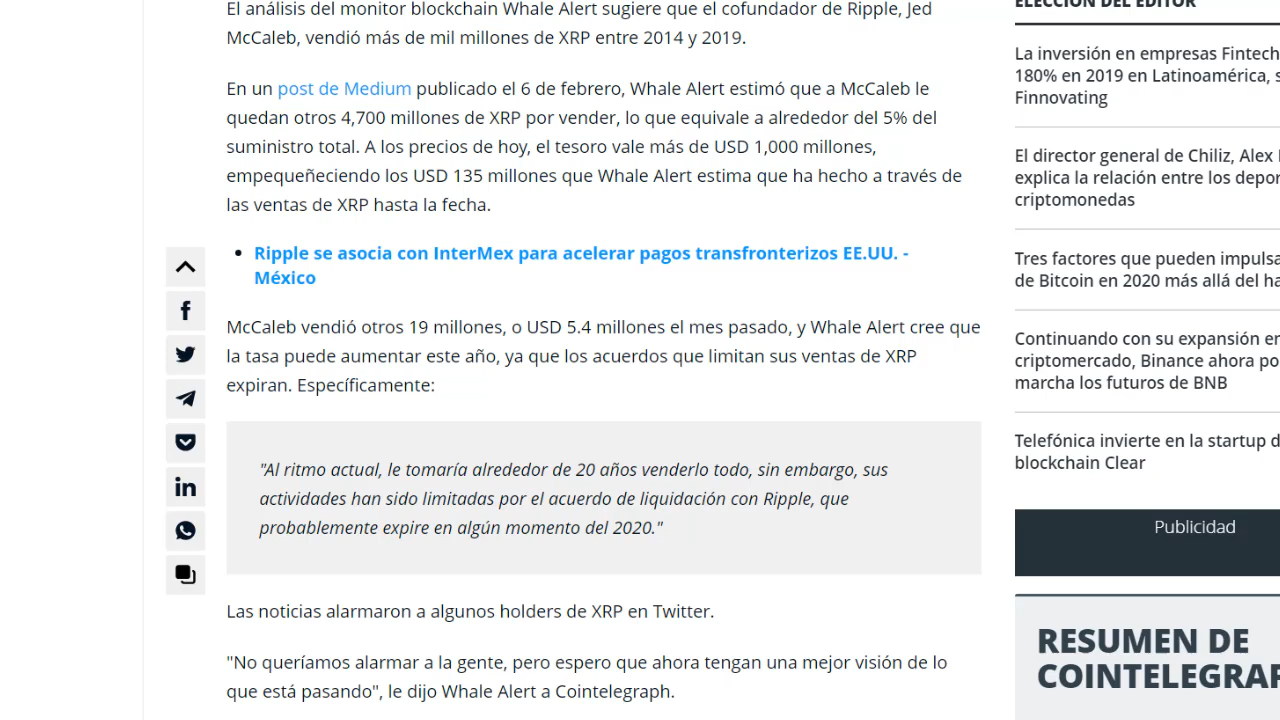 El análisis del monitor blockchain Whale Alert sugiere que el cofundador de Ripple, Jed
McCaleb, vendió más de mil millones de XRP entre 2014 y 2019.
En un post de Medium publicado el 6 de febrero, Whale Alert estimó que a McCaleb le
quedan otros 4,700 millones de XRP por vender, lo que equivale a alrededor del 5% del
suministro total. A los precios de hoy, el tesoro vale más de USD 1,000 millones,
empequeñeciendo los USD 135 millones que Whale Alert estima que ha hecho a través de
las ventas de XRP hasta la fecha.
Ripple se asocia con InterMex para acelerar pagos transfronterizos EE.UU. -
México
McCaleb vendió otros 19 millones, o USD 5.4 millones el mes pasado, y Whale Alert cree que
la tasa puede aumentar este año, ya que los acuerdos que limitan sus ventas de XRP
expiran. Específicamente:
"Al ritmo actual, le tomaría alrededor de 20 años venderlo todo, sin embargo, sus
actividades han sido limitadas por el acuerdo de liquidación con Ripple, que
probablemente expire en algún momento del 2020."
Las noticias alarmaron a algunos holders de XRP en Twitter.
"No queríamos alarmar a la gente, pero espero que ahora tengan una mejor visión de lo
que está pasando", le dijo Whale Alert a Cointelegraph.
ELECCIÓN DEL EDITOR
La inversión en empresas Fintech
180% en 2019 en Latinoamérica, s
Finnovating
El director general de Chiliz, Alex
explica la relación entre los depor
criptomonedas
Tres factores que pueden impulsa
de Bitcoin en 2020 más allá del ha
Continuando con su expansión en
criptomercado, Binance ahora po
marcha los futuros de BNB
Telefónica invierte en la startup d
blockchain Clear
Publicidad
RESUMEN DE
COINTELEGRAP